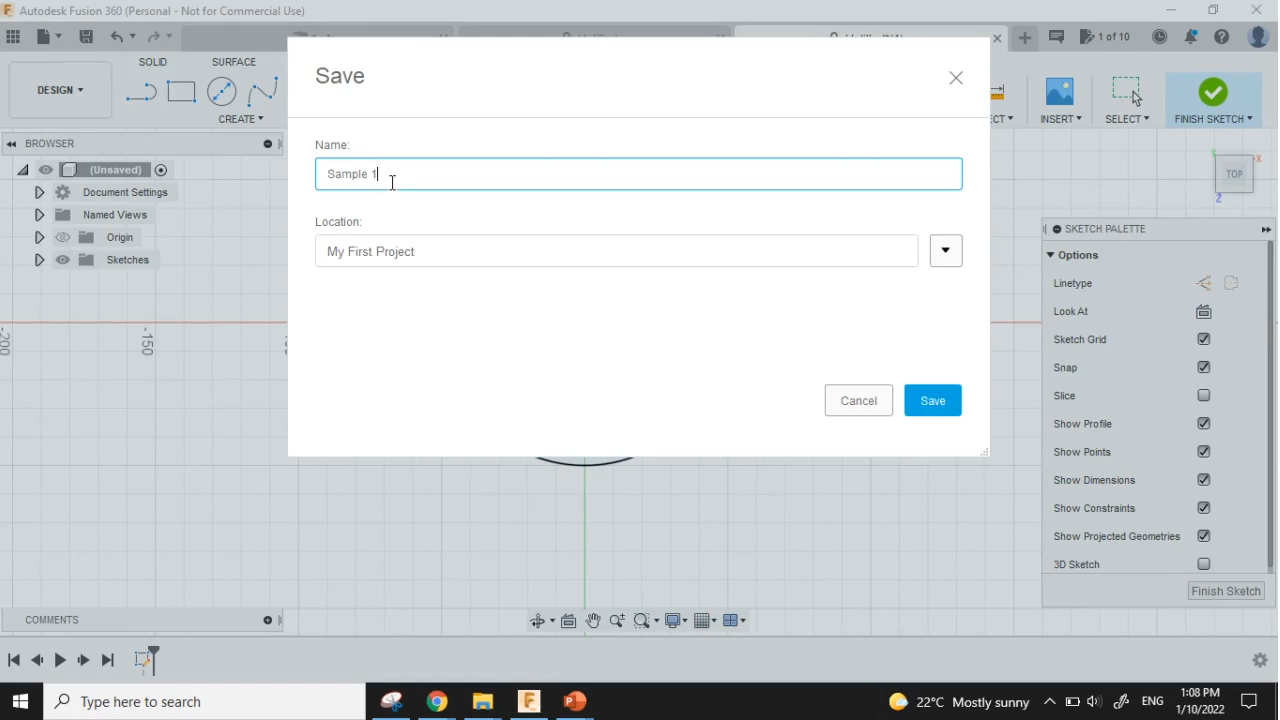 Autodesk Fusion 360 (Personal - Not for Commercial Use)
1 of 10
DESIGN
SOLID
SURFACE
CREATE
INSERT
SELECT
FINISH SKETCH
Save
Name:
Sample 1
Location:
My First Project
Cancel
Save
BROWSER
(Unsaved)
Document Settings
Named Views
Origin
Sketches
TOP
X
Z
SKETCH PALETTE
Options
Linetype
Look At
Sketch Grid
Snap
Slice
Show Profile
Show Points
Show Dimensions
Show Constraints
Show Projected Geometries
3D Sketch
Finish Sketch
-200
-150
COMMENTS
Type here to search
22°C Mostly sunny
ENG
1:08 PM
1/10/2022